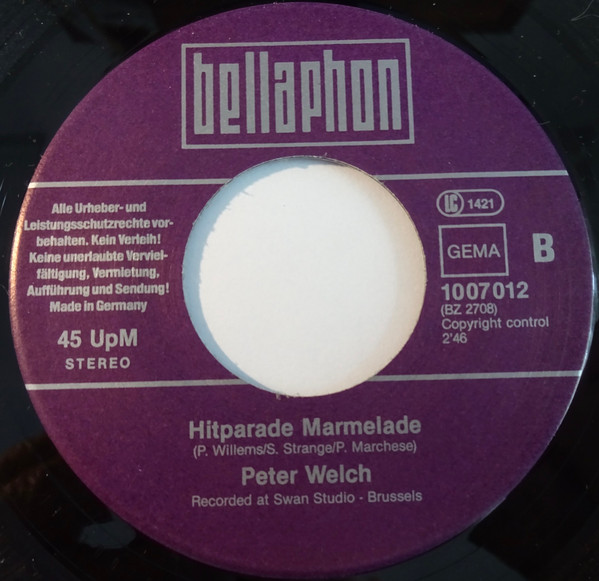 bellaphon
Alle Urheber- und
Leistungsschutzrechte vor-
behalten. Kein Verleih!
Keine unerlaubte Verviel-
fältigung, Vermietung,
Aufführung und Sendung!
Made in Germany
45 UpM
STEREO
LC 1421
GEMA
B
1007012
(BZ 2708)
Copyright control
2'46
Hitparade Marmelade
(P. Willems/S. Strange/P. Marchese)
Peter Welch
Recorded at Swan Studio - Brussels